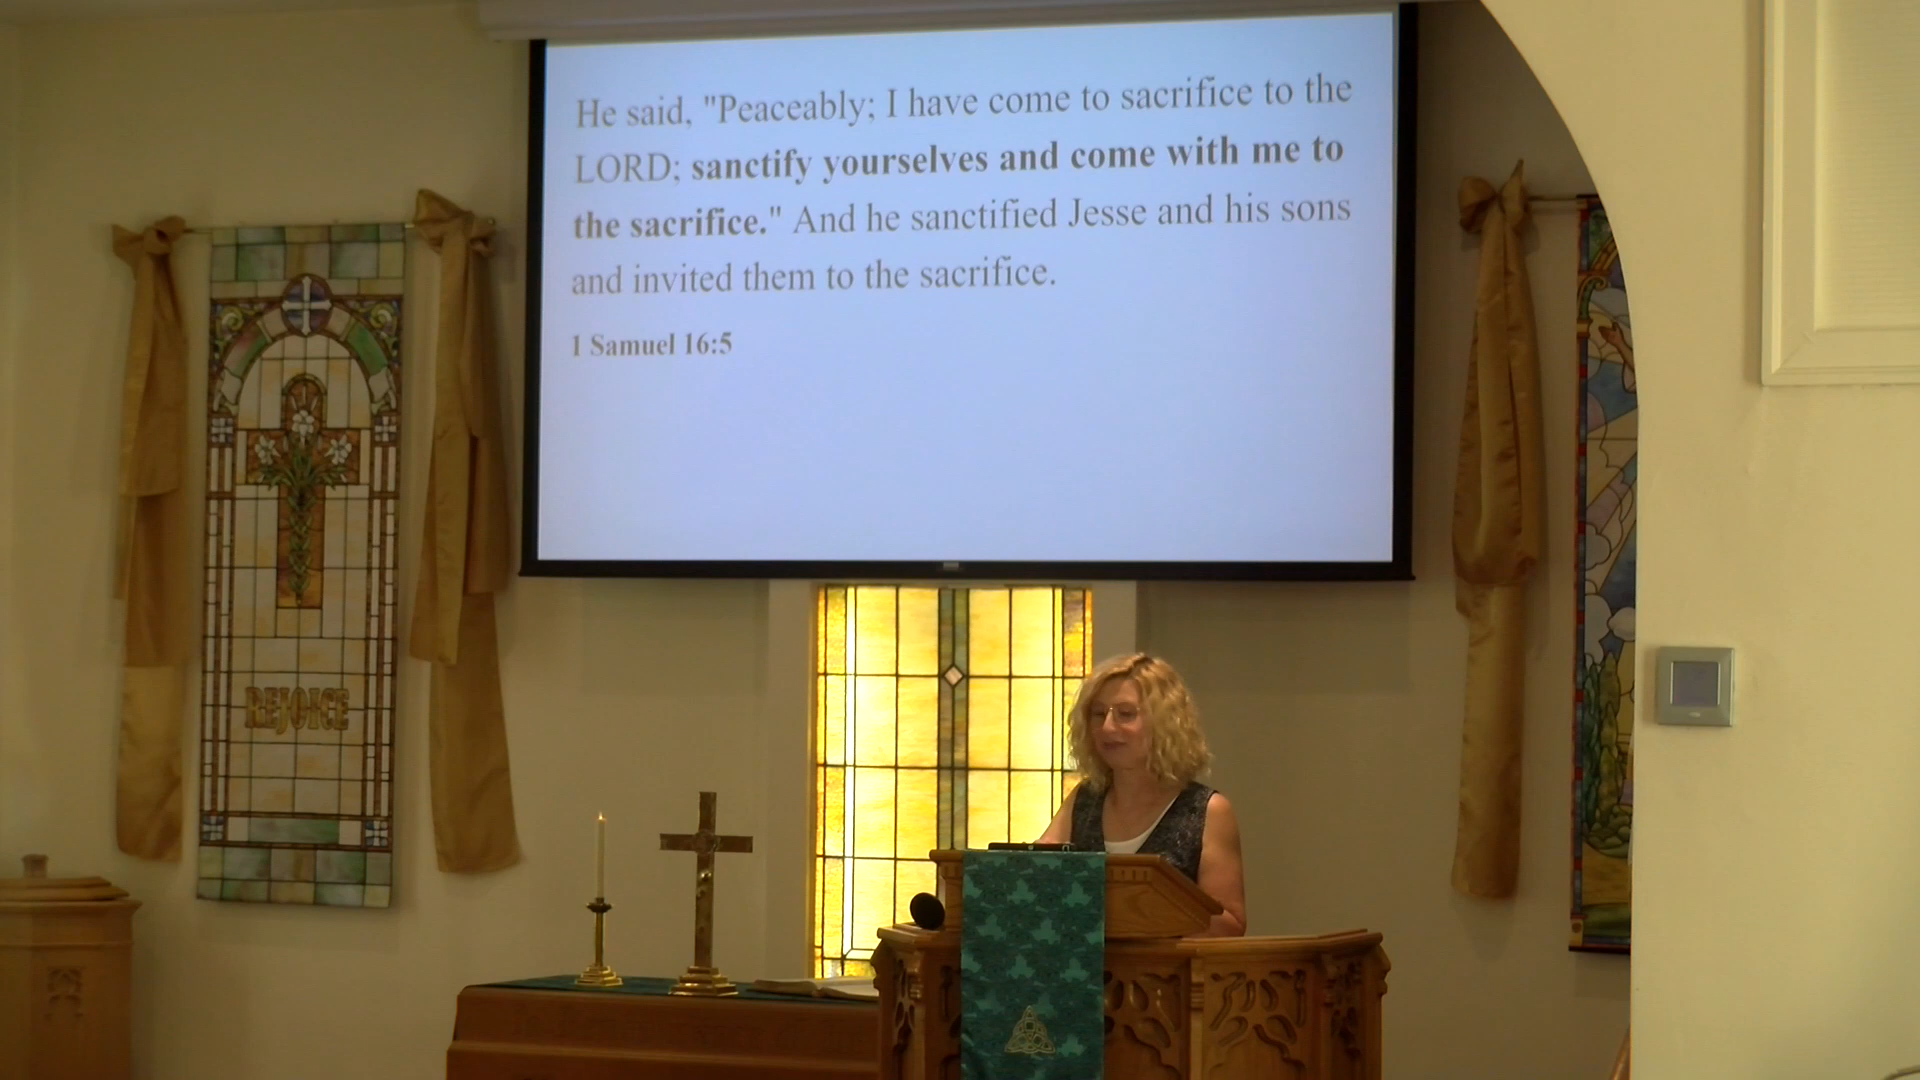 He said, "Peaceably; I have come to sacrifice to the
LORD; sanctify yourselves and come with me to
the sacrifice." And he sanctified Jesse and his sons
and invited them to the sacrifice.
1 Samuel 16:5
REJOICE